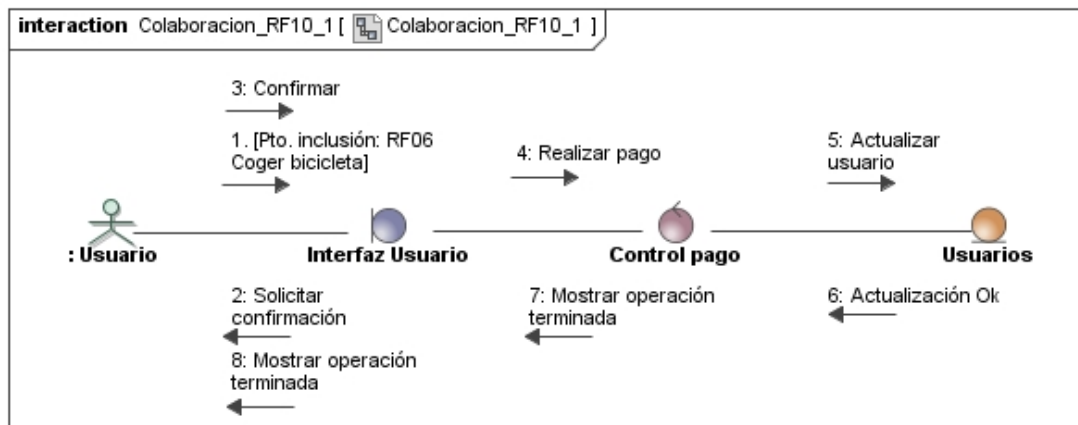 interaction Colaboracion_RF10_1 [ Colaboracion_RF10_1 ]
3: Confirmar
1. [Pto. inclusión: RF06
Coger bicicleta]
4: Realizar pago
5: Actualizar
usuario
: Usuario
Interfaz Usuario
Control pago
Usuarios
2: Solicitar
confirmación
7: Mostrar operación
terminada
6: Actualización Ok
8: Mostrar operación
terminada